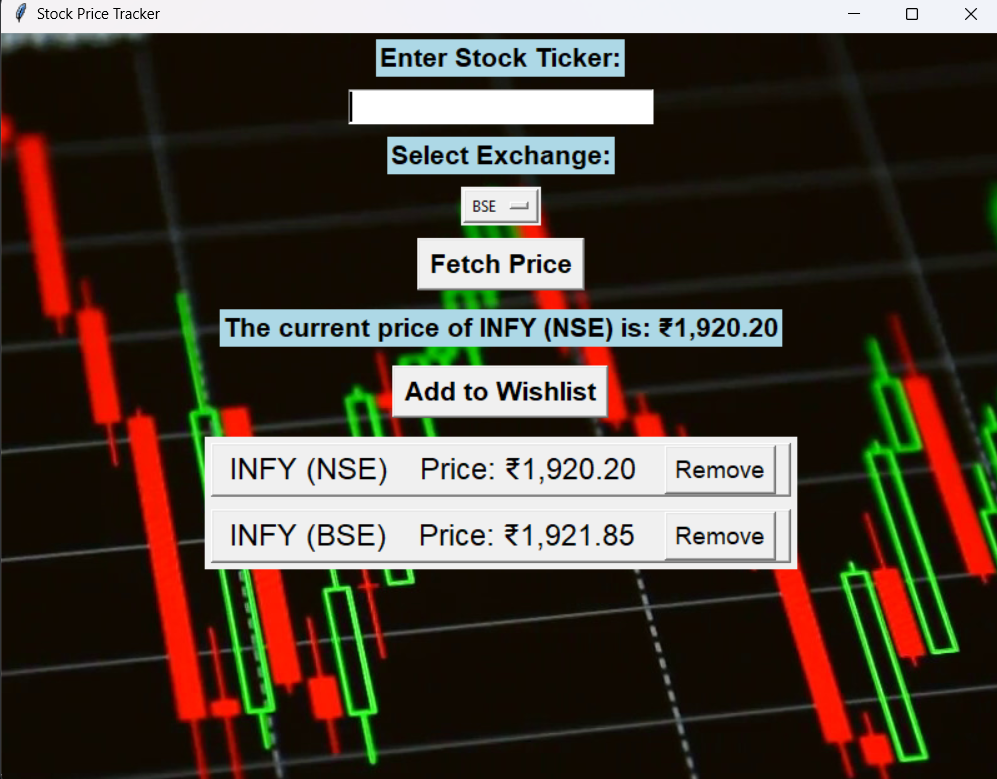 Stock Price Tracker
Enter Stock Ticker:
Select Exchange:
BSE
Fetch Price
The current price of INFY (NSE) is: ₹1,920.20
Add to Wishlist
INFY (NSE) Price: ₹1,920.20 Remove
INFY (BSE) Price: ₹1,921.85 Remove